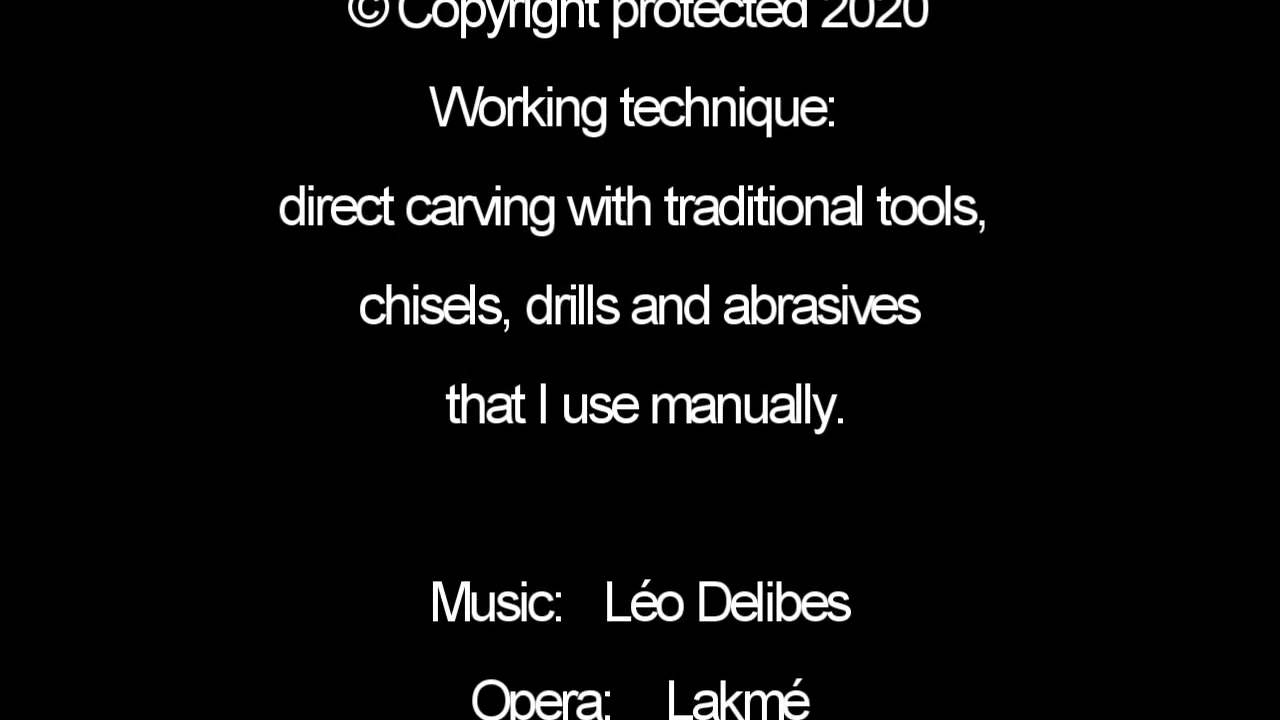 © Copyright protected 2020
Working technique:
direct carving with traditional tools,
chisels, drills and abrasives
that I use manually.
Music: Léo Delibes
Opera: Lakmé